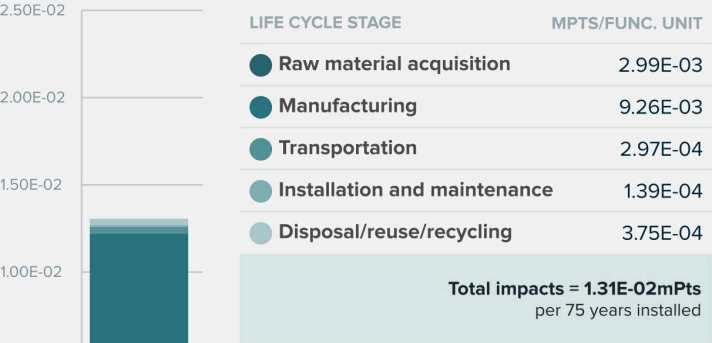 2.50E-02
2.00E-02
1.50E-02
1.00E-02
LIFE CYCLE STAGE MPTS/FUNC. UNIT
Raw material acquisition 2.99E-03
Manufacturing 9.26E-03
Transportation 2.97E-04
Installation and maintenance 1.39E-04
Disposal/reuse/recycling 3.75E-04
Total impacts = 1.31E-02mPts
per 75 years installed